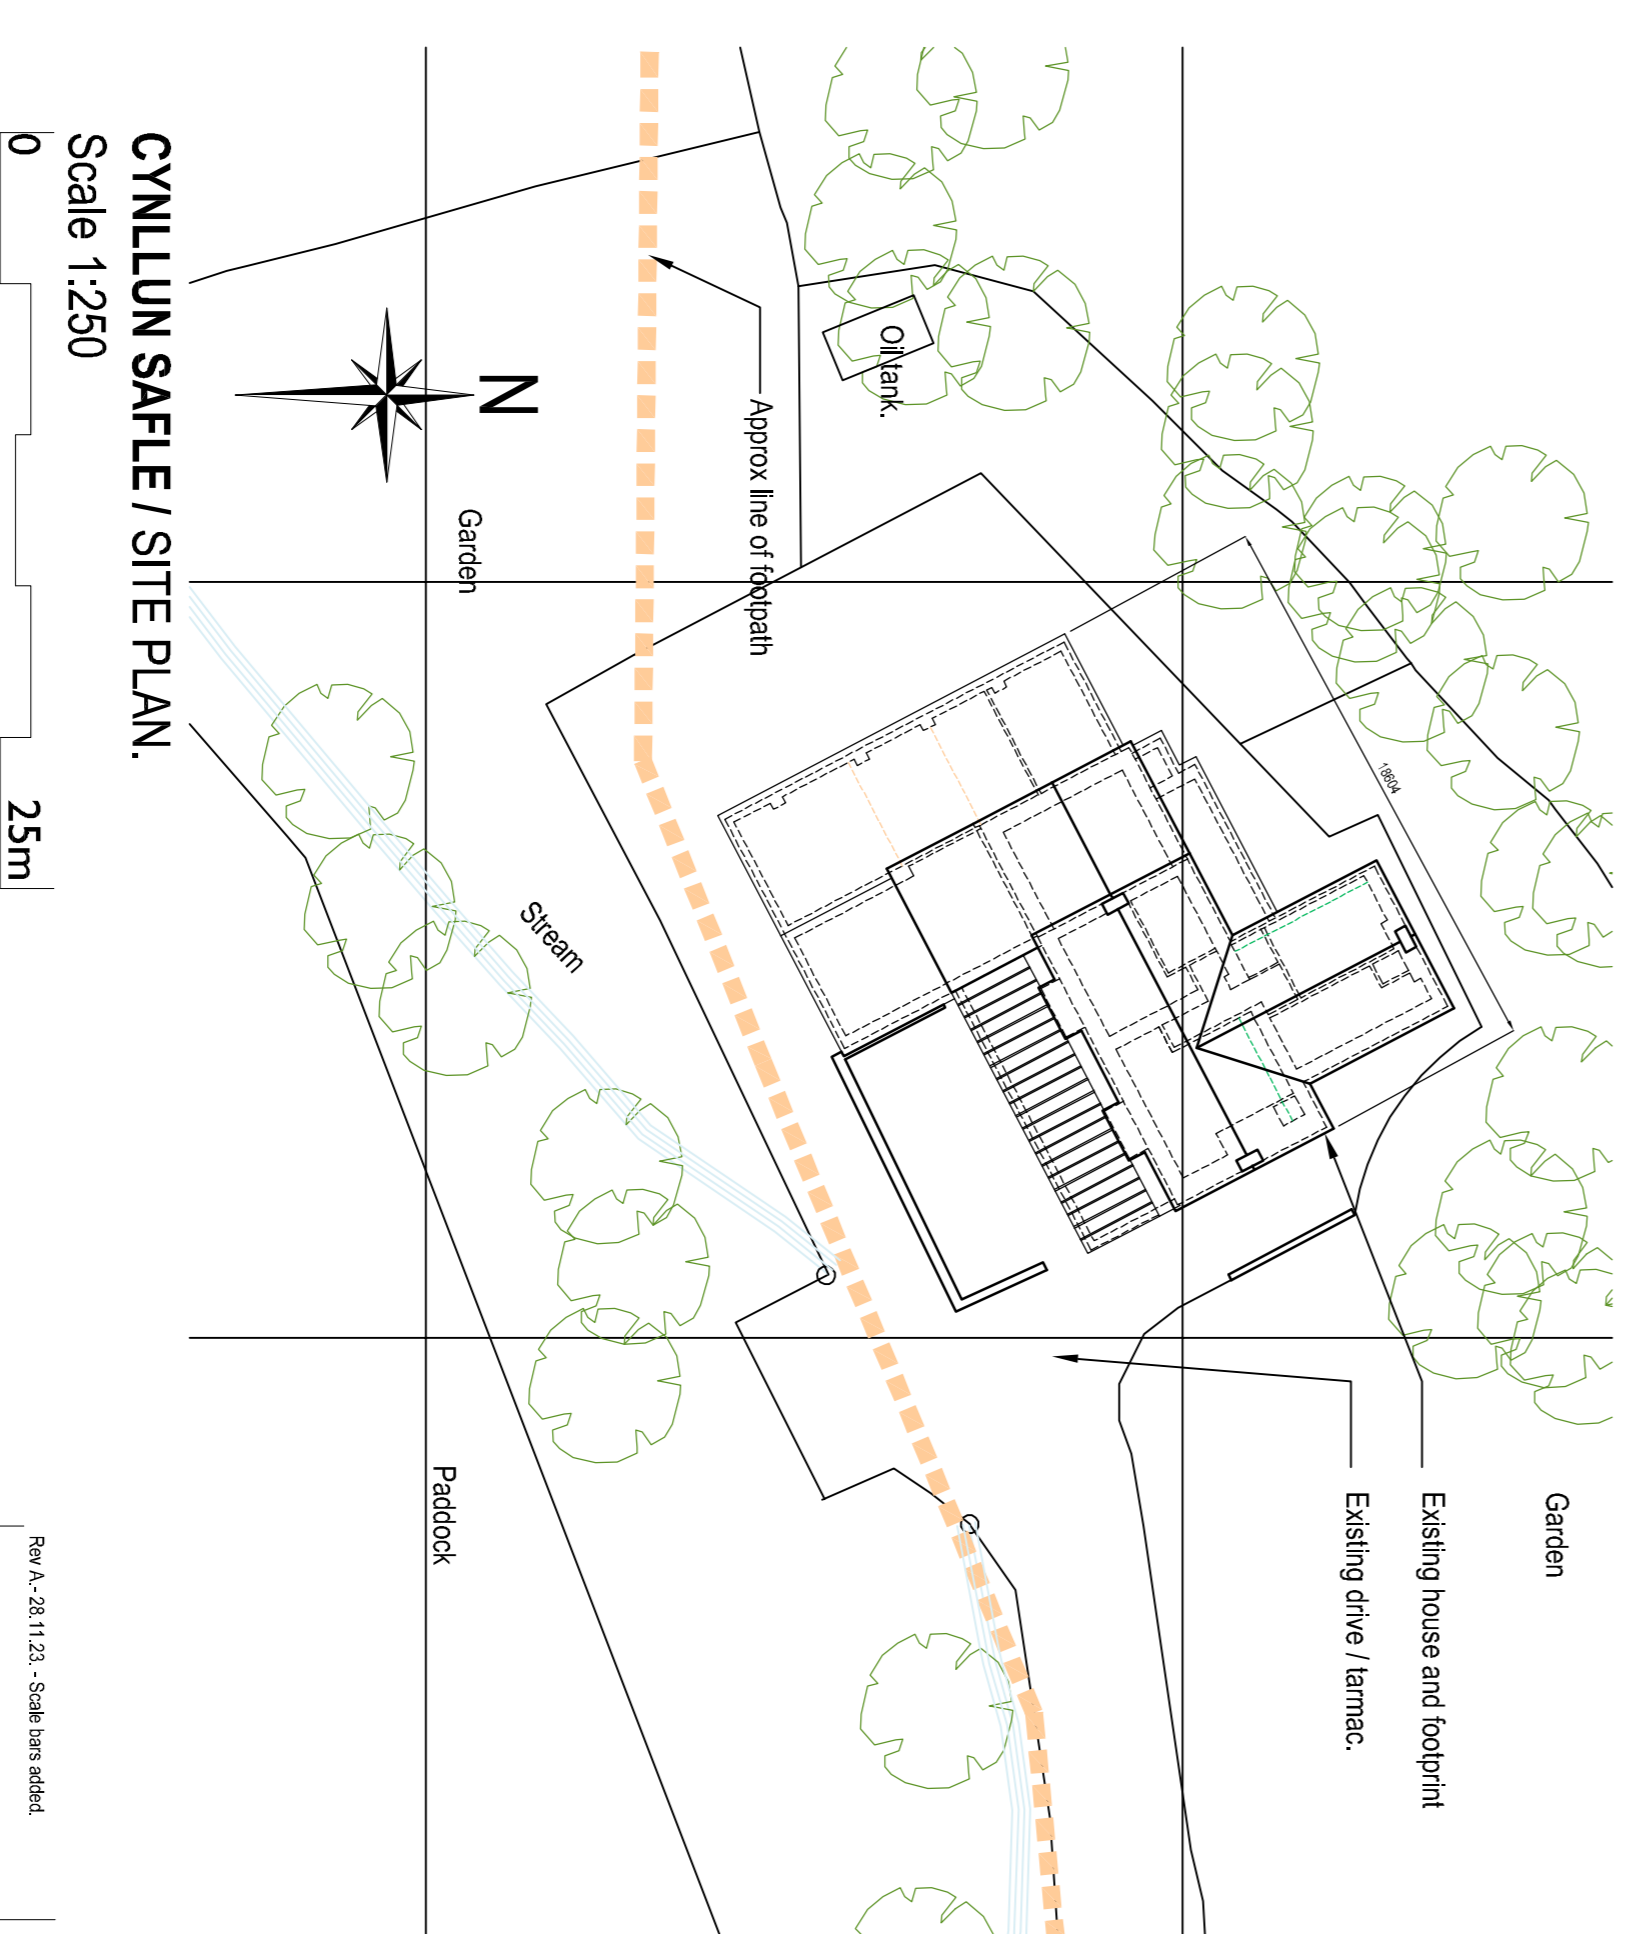 Garden
Existing house and footprint
Existing drive / tarmac.
18604
Oil tank.
Approx line of footpath
N
Garden
Stream
Paddock
CYNLLUN SAFLE / SITE PLAN.
Scale 1:250
0
25m
Rev A.- 28.11.23. - Scale bars added.